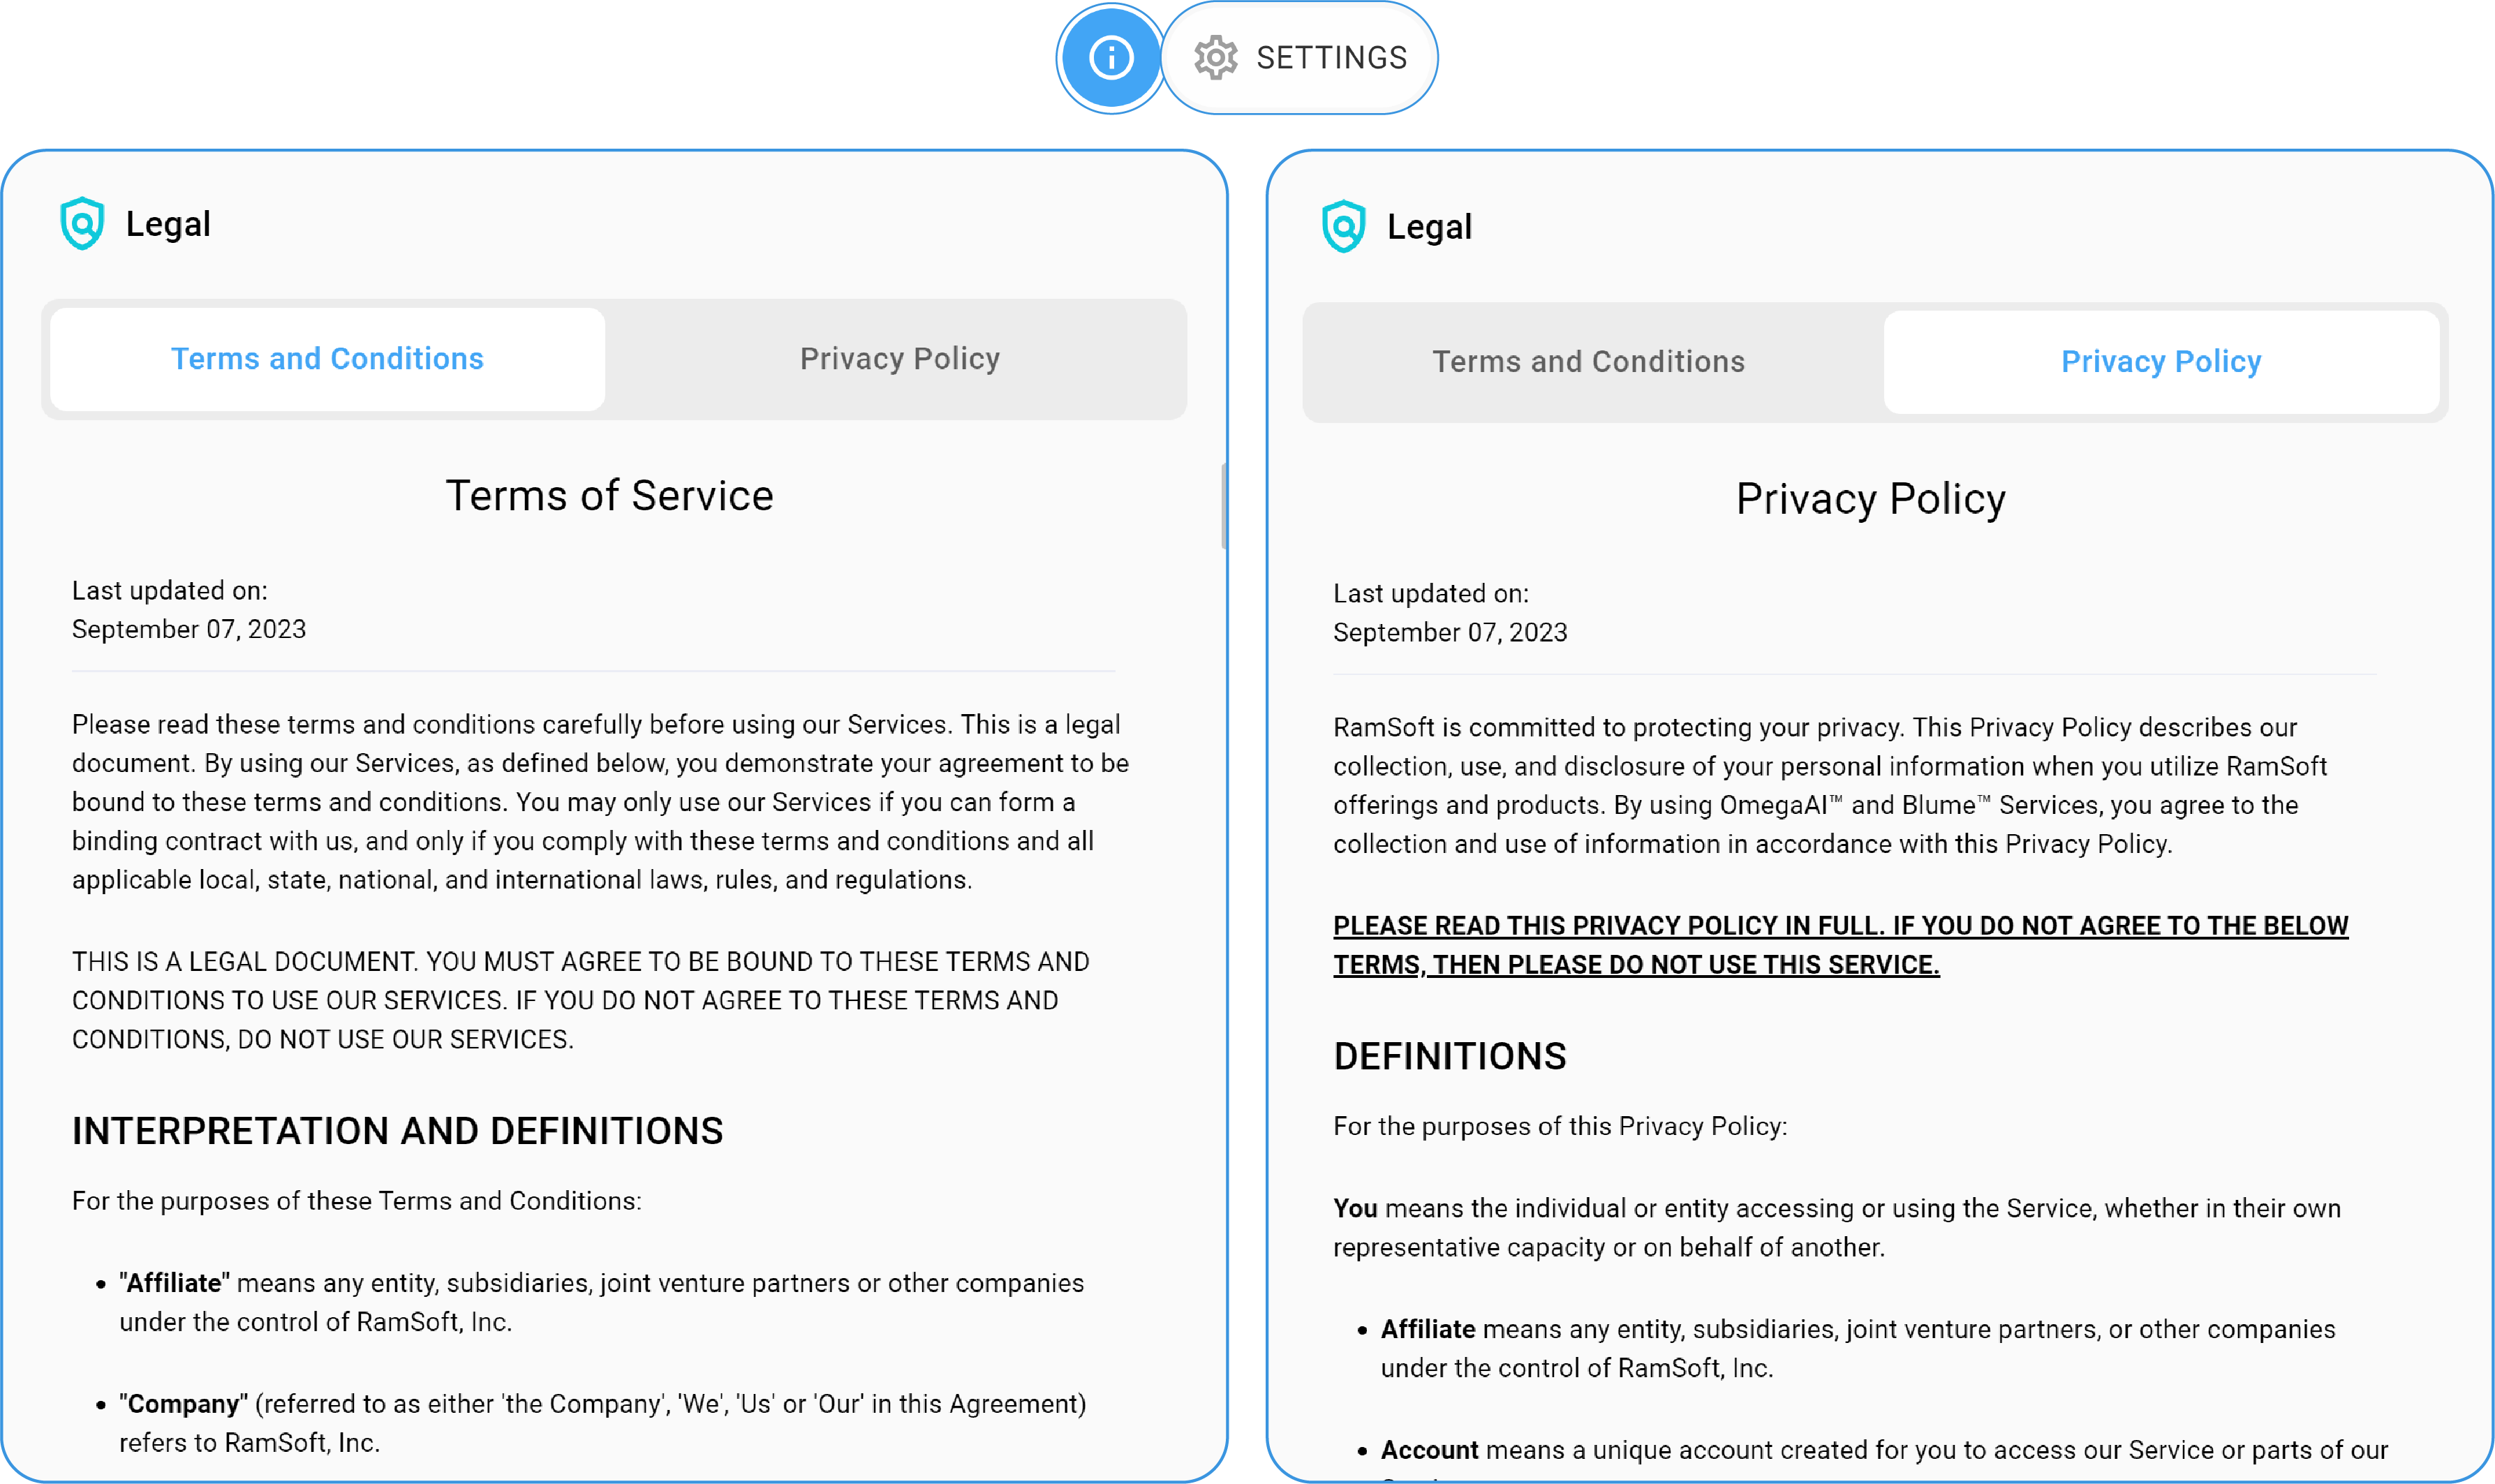 SETTINGS
Legal
Terms and Conditions
Privacy Policy
Terms of Service
Last updated on:
September 07, 2023
Please read these terms and conditions carefully before using our Services. This is a legal
document. By using our Services, as defined below, you demonstrate your agreement to be
bound to these terms and conditions. You may only use our Services if you can form a
binding contract with us, and only if you comply with these terms and conditions and all
applicable local, state, national, and international laws, rules, and regulations.
THIS IS A LEGAL DOCUMENT. YOU MUST AGREE TO BE BOUND TO THESE TERMS AND
CONDITIONS TO USE OUR SERVICES. IF YOU DO NOT AGREE TO THESE TERMS AND
CONDITIONS, DO NOT USE OUR SERVICES.
INTERPRETATION AND DEFINITIONS
For the purposes of these Terms and Conditions:
• "Affiliate" means any entity, subsidiaries, joint venture partners or other companies
under the control of RamSoft, Inc.
• "Company" (referred to as either 'the Company', 'We', 'Us' or 'Our' in this Agreement)
refers to RamSoft, Inc.
Legal
Terms and Conditions
Privacy Policy
Privacy Policy
Last updated on:
September 07, 2023
RamSoft is committed to protecting your privacy. This Privacy Policy describes our
collection, use, and disclosure of your personal information when you utilize RamSoft
offerings and products. By using OmegaAI™ and Blume™ Services, you agree to the
collection and use of information in accordance with this Privacy Policy.
PLEASE READ THIS PRIVACY POLICY IN FULL. IF YOU DO NOT AGREE TO THE BELOW
TERMS, THEN PLEASE DO NOT USE THIS SERVICE.
DEFINITIONS
For the purposes of this Privacy Policy:
You means the individual or entity accessing or using the Service, whether in their own
representative capacity or on behalf of another.
• Affiliate means any entity, subsidiaries, joint venture partners, or other companies
under the control of RamSoft, Inc.
• Account means a unique account created for you to access our Service or parts of our